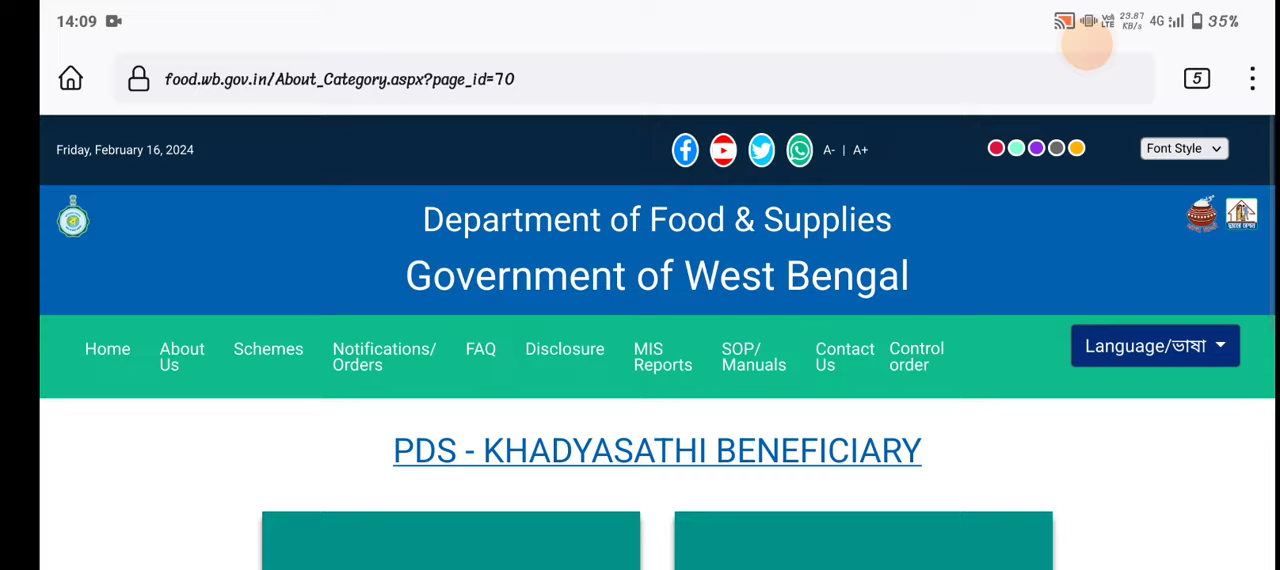 14:09
Vo) LTE 23.87 KB/s 4G 35%
food.wb.gov.in/About_Category.aspx?page_id=70
5
Friday, February 16, 2024
A- | A+
Font Style
Department of Food & Supplies
Government of West Bengal
Home About Us Schemes Notifications/ Orders FAQ Disclosure MIS Reports SOP/ Manuals Contact Us Control order
Language/ভাষা
PDS - KHADYASATHI BENEFICIARY